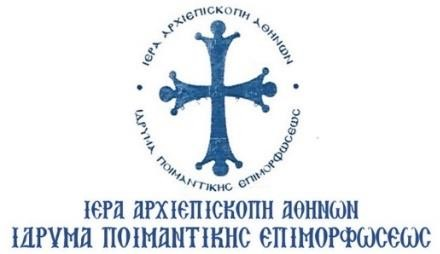 · ΙΕΡΑ ΑΡΧΙΕΠΙΣΚΟΠΗ ΑΘΗΝΩΝ ·
ΙΔΡΥΜΑ ΠΟΙΜΑΝΤΙΚΗΣ ΕΠΙΜΟΡΦΩΣΕΩΣ
ΙΕΡΑ ΑΡΧΙΕΠΙΣΚΟΠΗ ΑΘΗΝΩΝ
ΙΔΡΥΜΑ ΠΟΙΜΑΝΤΙΚΗΣ ΕΠΙΜΟΡΦΩΣΕΩΣ